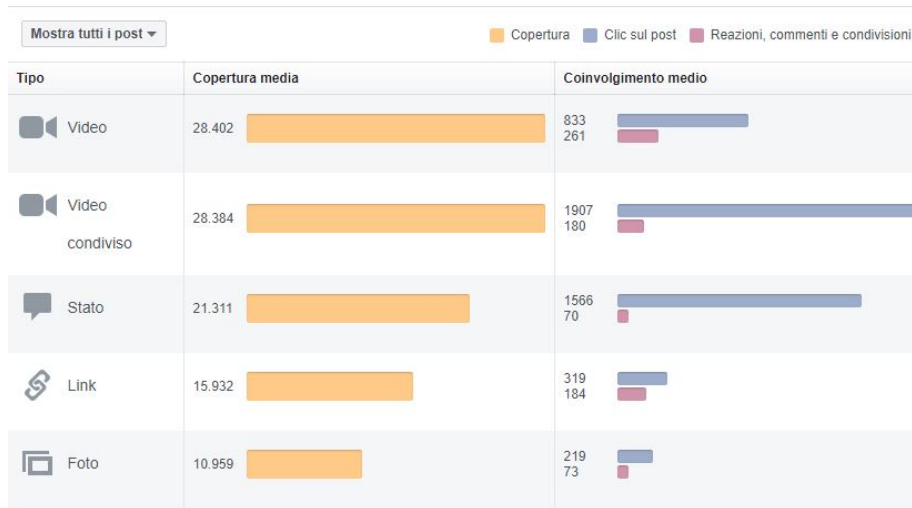 Mostra tutti i post
Copertura Clic sul post Reazioni, commenti e condivisioni
Tipo Copertura media Coinvolgimento medio
Video 28.402 833
261
Video condiviso 28.384 1907
180
Stato 21.311 1566
70
Link 15.932 319
184
Foto 10.959 219
73